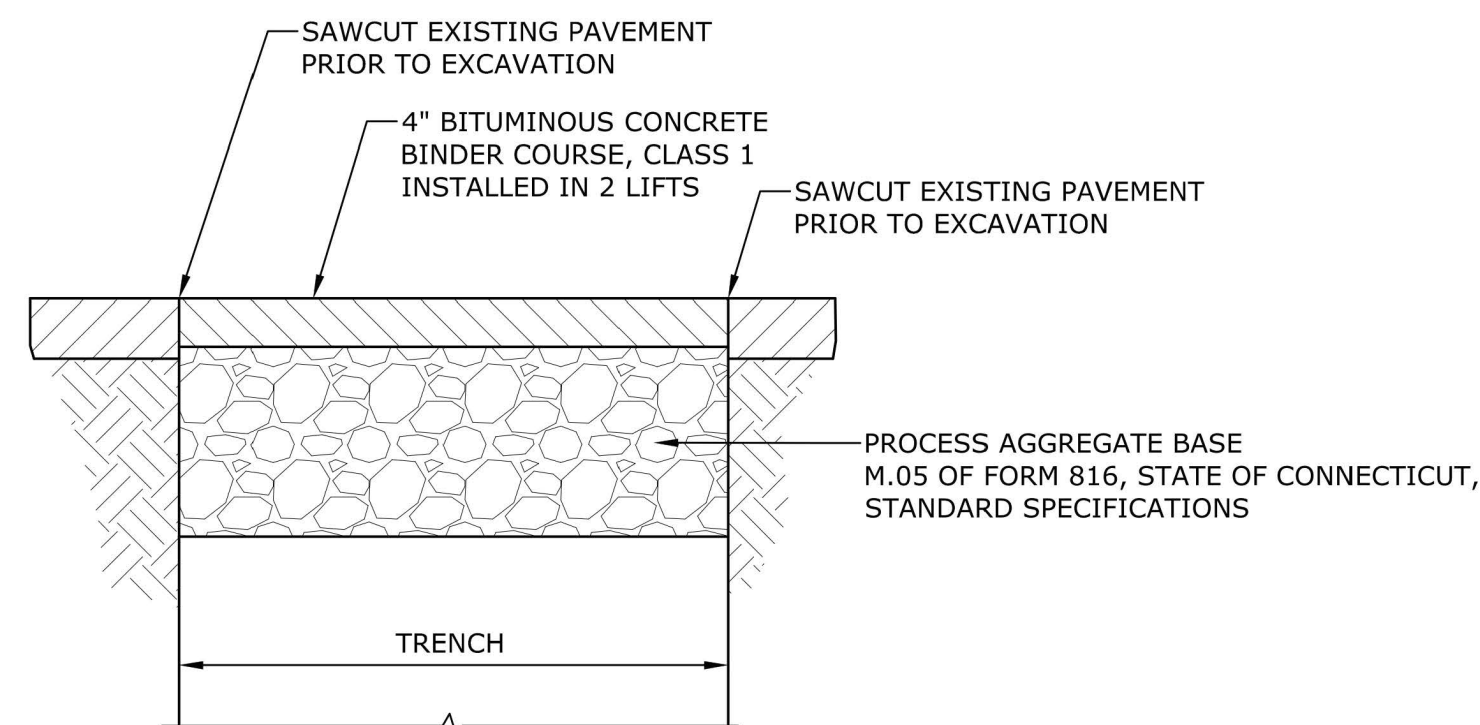 SAWCUT EXISTING PAVEMENT
PRIOR TO EXCAVATION
4" BITUMINOUS CONCRETE
BINDER COURSE, CLASS 1
INSTALLED IN 2 LIFTS
SAWCUT EXISTING PAVEMENT
PRIOR TO EXCAVATION
PROCESS AGGREGATE BASE
M.05 OF FORM 816, STATE OF CONNECTICUT,
STANDARD SPECIFICATIONS
TRENCH